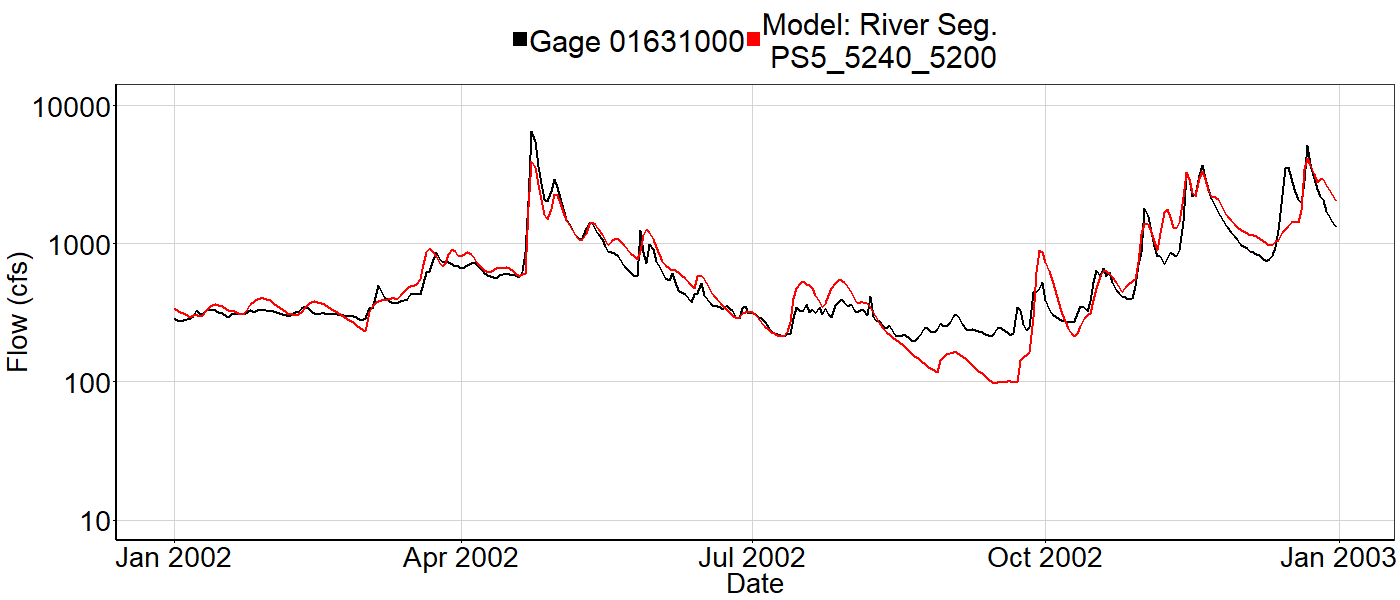 Gage 01631000
Model: River Seg.
PS5_5240_5200
10000
1000
100
10
Flow (cfs)
Jan 2002
Apr 2002
Jul 2002
Oct 2002
Jan 2003
Date